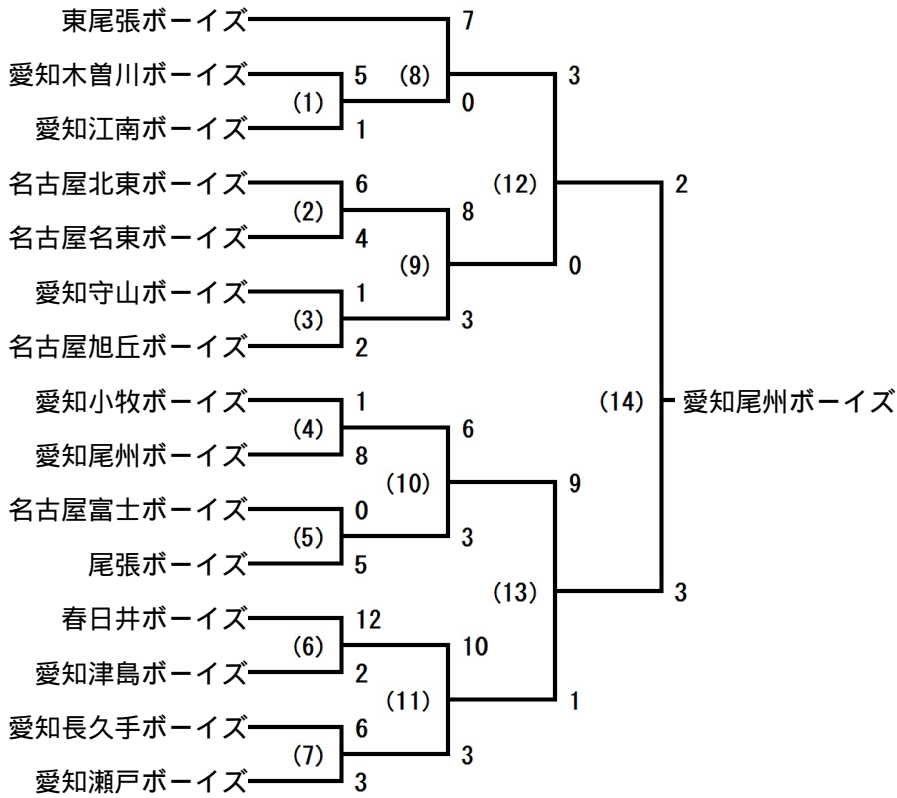 東尾張ボーイズ 7
愛知木曽川ボーイズ 5 (8) 3
(1) 0
愛知江南ボーイズ 1
名古屋北東ボーイズ 6 (12) 2
(2) 8
名古屋名東ボーイズ 4
(9) 0
愛知守山ボーイズ 1
(3) 3
名古屋旭丘ボーイズ 2
愛知小牧ボーイズ 1 (14) 愛知尾州ボーイズ
(4) 6
愛知尾州ボーイズ 8
(10) 9
名古屋富士ボーイズ 0
(5) 3
尾張ボーイズ 5
(13) 3
春日井ボーイズ 12
(6) 10
愛知津島ボーイズ 2
(11) 1
愛知長久手ボーイズ 6
(7) 3
愛知瀬戸ボーイズ 3